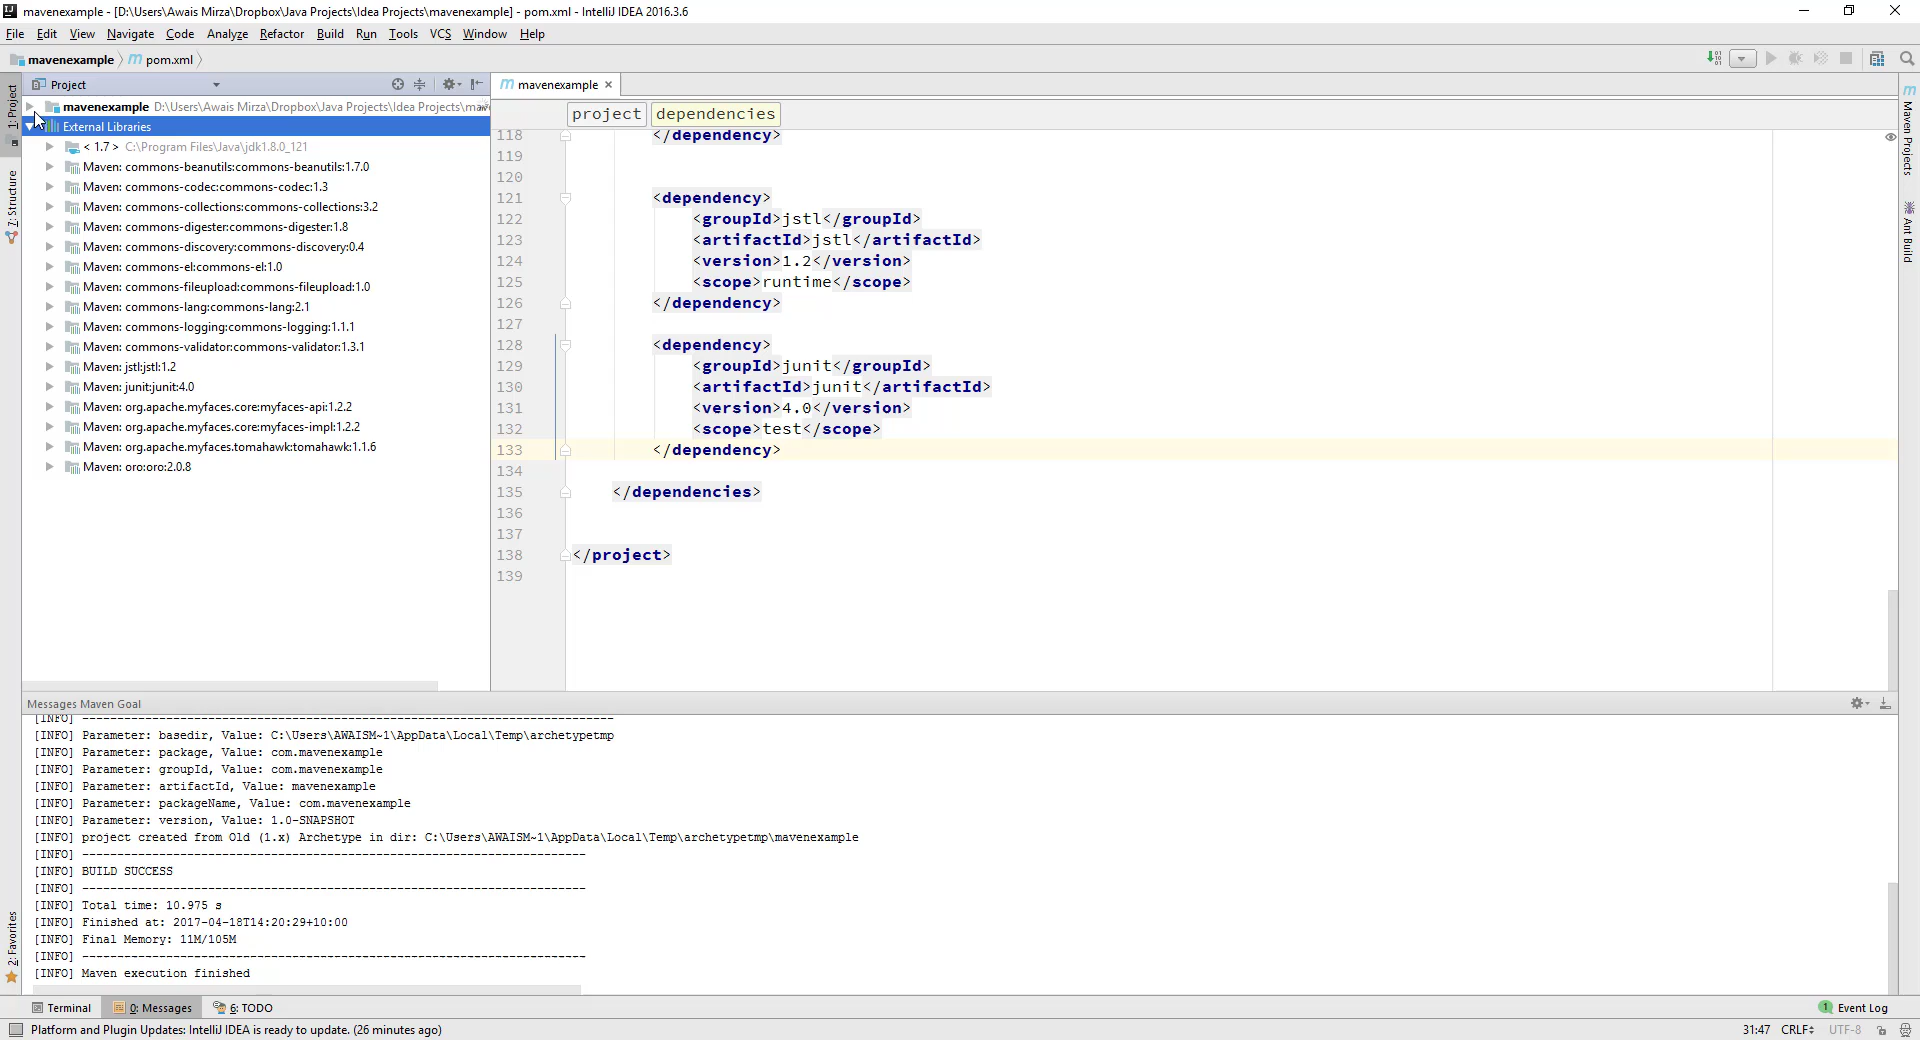 mavenexample - [D:\Users\Awais Mirza\Dropbox\Java Projects\Idea Projects\mavenexample] - pom.xml - IntelliJ IDEA 2016.3.6
File Edit View Navigate Code Analyze Refactor Build Run Tools VCS Window Help
mavenexample pom.xml
Project
mavenexample
1: Project
7: Structure
2: Favorites
Maven Projects
Ant Build
mavenexample D:\Users\Awais Mirza\Dropbox\Java Projects\Idea Projects\
External Libraries
< 1.7 > C:\Program Files\Java\jdk1.8.0_121
Maven: commons-beanutils:commons-beanutils:1.7.0
Maven: commons-codec:commons-codec:1.3
Maven: commons-collections:commons-collections:3.2
Maven: commons-digester:commons-digester:1.8
Maven: commons-discovery:commons-discovery:0.4
Maven: commons-el:commons-el:1.0
Maven: commons-fileupload:commons-fileupload:1.0
Maven: commons-lang:commons-lang:2.1
Maven: commons-logging:commons-logging:1.1.1
Maven: commons-validator:commons-validator:1.3.1
Maven: jstl:jstl:1.2
Maven: junit:junit:4.0
Maven: org.apache.myfaces.core:myfaces-api:1.2.2
Maven: org.apache.myfaces.core:myfaces-impl:1.2.2
Maven: org.apache.myfaces.tomahawk:tomahawk:1.1.6
Maven: oro:oro:2.0.8
project dependencies
118 </dependency>
119
120
121 <dependency>
122 <groupId>jstl</groupId>
123 <artifactId>jstl</artifactId>
124 <version>1.2</version>
125 <scope>runtime</scope>
126 </dependency>
127
128 <dependency>
129 <groupId>junit</groupId>
130 <artifactId>junit</artifactId>
131 <version>4.0</version>
132 <scope>test</scope>
133 </dependency>
134
135 </dependencies>
136
137
138 </project>
139
Messages Maven Goal
[INFO] ----------------------------------------------------------------------------
[INFO] Parameter: basedir, Value: C:\Users\AWAISM~1\AppData\Local\Temp\archetypetmp
[INFO] Parameter: package, Value: com.mavenexample
[INFO] Parameter: groupId, Value: com.mavenexample
[INFO] Parameter: artifactId, Value: mavenexample
[INFO] Parameter: packageName, Value: com.mavenexample
[INFO] Parameter: version, Value: 1.0-SNAPSHOT
[INFO] project created from Old (1.x) Archetype in dir: C:\Users\AWAISM~1\AppData\Local\Temp\archetypetmp\mavenexample
[INFO] ------------------------------------------------------------------------
[INFO] BUILD SUCCESS
[INFO] ------------------------------------------------------------------------
[INFO] Total time: 10.975 s
[INFO] Finished at: 2017-04-18T14:20:29+10:00
[INFO] Final Memory: 11M/105M
[INFO] ------------------------------------------------------------------------
[INFO] Maven execution finished
Terminal 0: Messages 6: TODO 1 Event Log
Platform and Plugin Updates: IntelliJ IDEA is ready to update. (26 minutes ago) 31:47 CRLF UTF-8